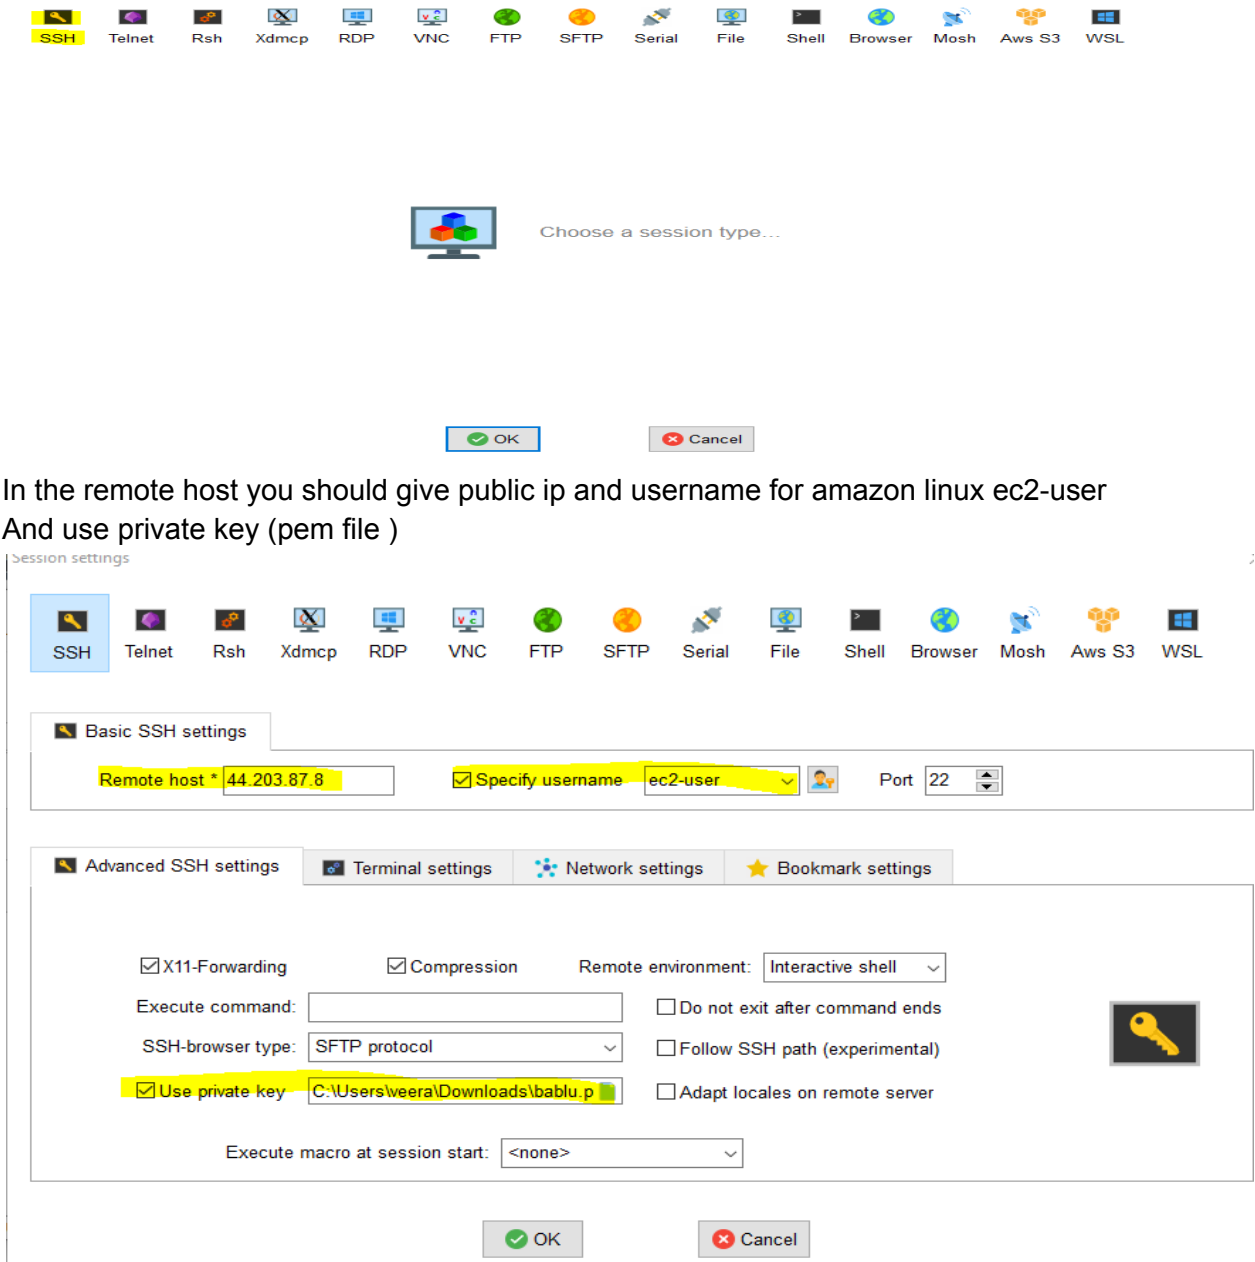 SSH Telnet Rsh Xdmcp RDP VNC FTP SFTP Serial File Shell Browser Mosh Aws S3 WSL
Choose a session type...
OK Cancel
In the remote host you should give public ip and username for amazon linux ec2-user
And use private key (pem file )
Session settings
SSH Telnet Rsh Xdmcp RDP VNC FTP SFTP Serial File Shell Browser Mosh Aws S3 WSL
Basic SSH settings
Remote host * 44.203.87.8 Specify username ec2-user Port 22
Advanced SSH settings Terminal settings Network settings Bookmark settings
X11-Forwarding Compression Remote environment: Interactive shell
Execute command: Do not exit after command ends
SSH-browser type: SFTP protocol Follow SSH path (experimental)
Use private key C:\Users\veera\Downloads\bablu.p Adapt locales on remote server
Execute macro at session start: <none>
OK Cancel